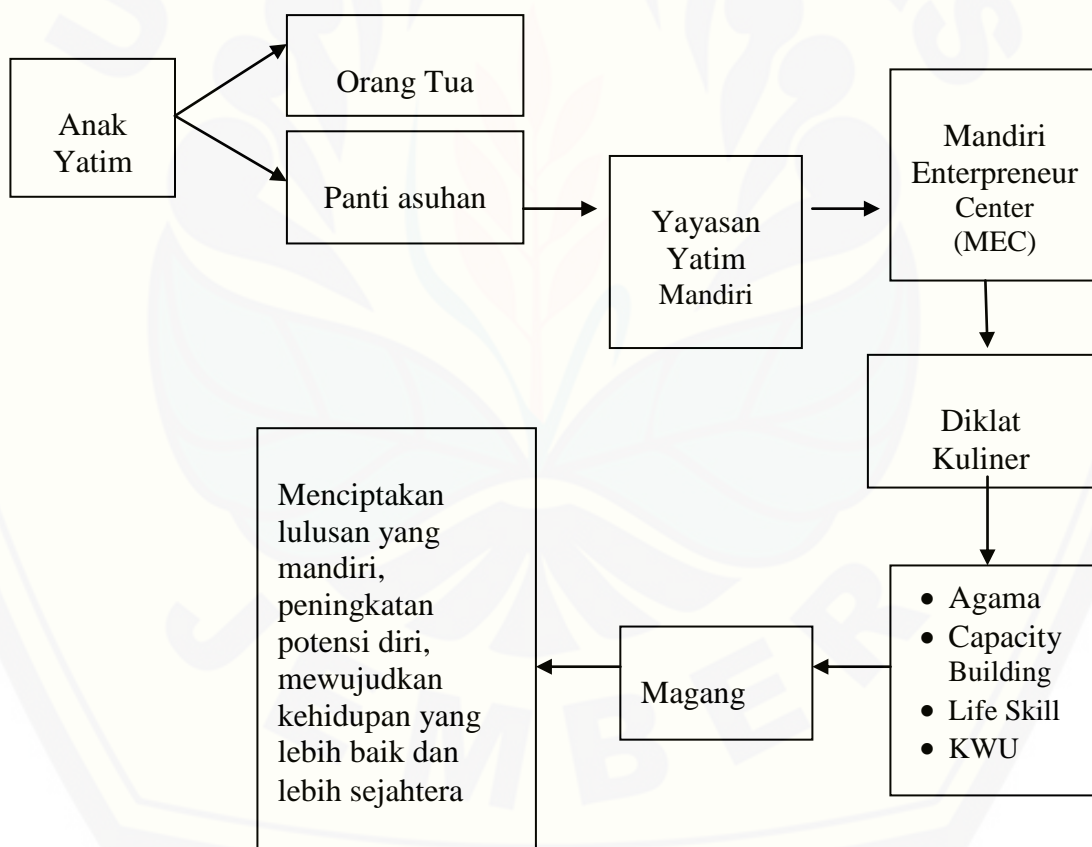 Anak
Yatim
Orang Tua
Panti asuhan
Yayasan
Yatim
Mandiri
Mandiri
Enterpreneur
Center
(MEC)
Diklat
Kuliner
• Agama
• Capacity
Building
• Life Skill
• KWU
Magang
Menciptakan
lulusan yang
mandiri,
peningkatan
potensi diri,
mewujudkan
kehidupan yang
lebih baik dan
lebih sejahtera
JEMBER